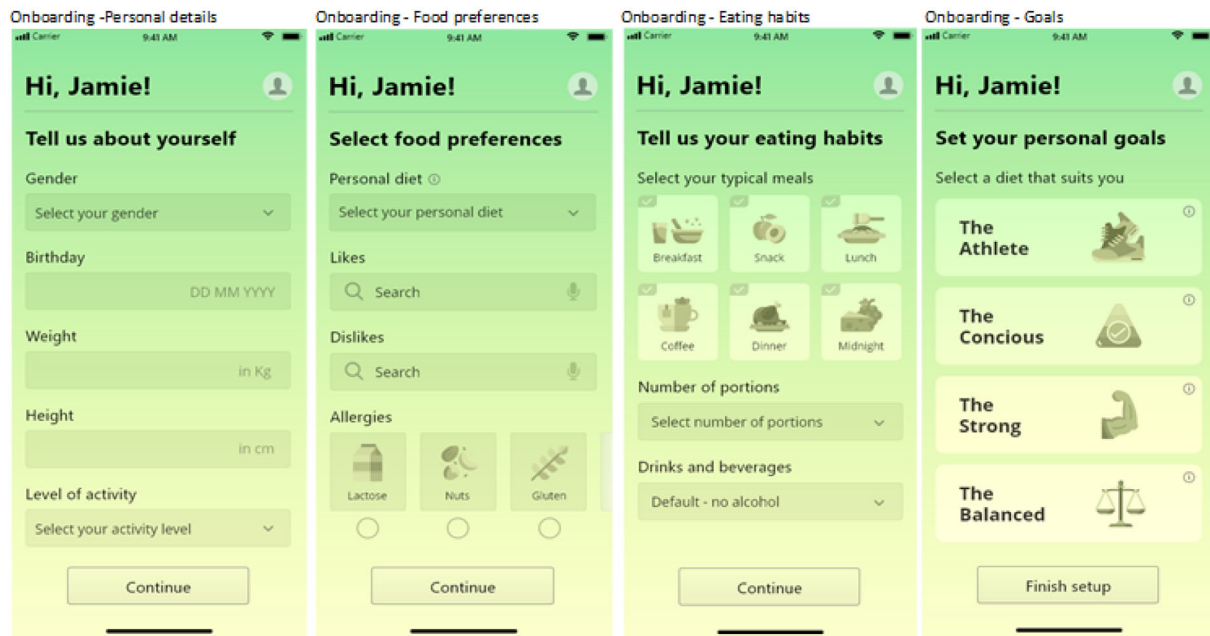 Onboarding -Personal details
Carrier 9:41 AM
Hi, Jamie!
Tell us about yourself
Gender
Select your gender
Birthday
DD MM YYYY
Weight
in Kg
Height
in cm
Level of activity
Select your activity level
Continue
Onboarding - Food preferences
Carrier 9:41 AM
Hi, Jamie!
Select food preferences
Personal diet
Select your personal diet
Likes
Search
Dislikes
Search
Allergies
Lactose Nuts Gluten
Continue
Onboarding - Eating habits
Carrier 9:41 AM
Hi, Jamie!
Tell us your eating habits
Select your typical meals
Breakfast Snack Lunch
Coffee Dinner Midnight
Number of portions
Select number of portions
Drinks and beverages
Default - no alcohol
Continue
Onboarding - Goals
Carrier 9:41 AM
Hi, Jamie!
Set your personal goals
Select a diet that suits you
The
Athlete
The
Concious
The
Strong
The
Balanced
Finish setup